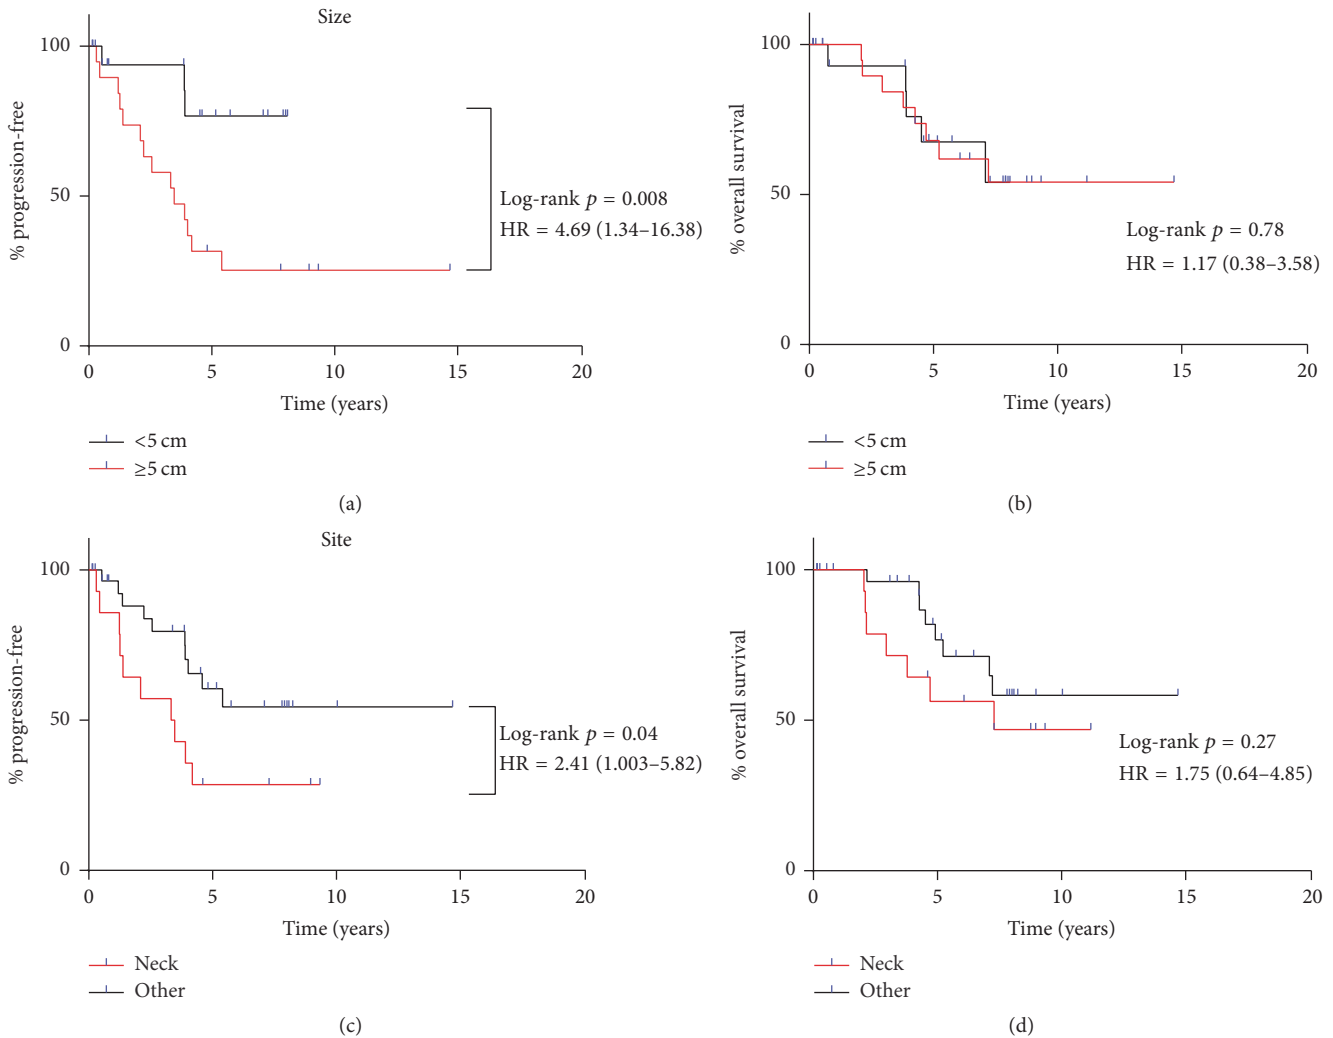 Size
% progression-free
100
50
0
0 5 10 15 20
Time (years)
Log-rank p = 0.008
HR = 4.69 (1.34–16.38)
<5 cm
≥5 cm
(a)
% overall survival
100
50
0
0 5 10 15 20
Time (years)
Log-rank p = 0.78
HR = 1.17 (0.38–3.58)
<5 cm
≥5 cm
(b)
Site
% progression-free
100
50
0
0 5 10 15 20
Time (years)
Log-rank p = 0.04
HR = 2.41 (1.003–5.82)
Neck
Other
(c)
% overall survival
100
50
0
0 5 10 15 20
Time (years)
Log-rank p = 0.27
HR = 1.75 (0.64–4.85)
Neck
Other
(d)